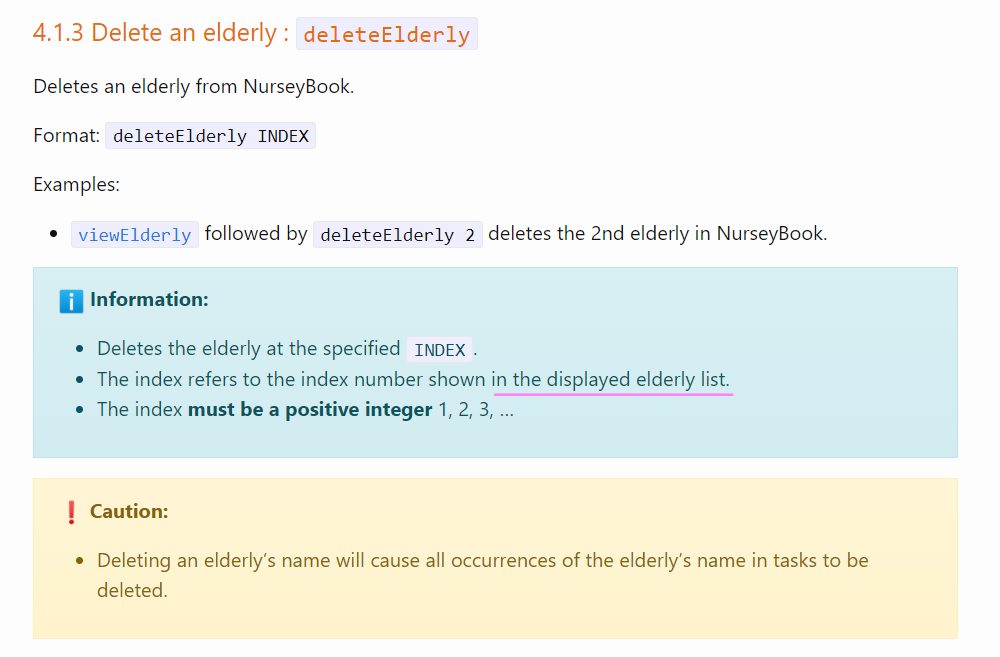 4.1.3 Delete an elderly : deleteElderly
Deletes an elderly from NurseyBook.
Format: deleteElderly INDEX
Examples:
• viewElderly followed by deleteElderly 2 deletes the 2nd elderly in NurseyBook.
ℹ️ Information:
• Deletes the elderly at the specified INDEX.
• The index refers to the index number shown in the displayed elderly list.
• The index must be a positive integer 1, 2, 3, …
❗ Caution:
• Deleting an elderly’s name will cause all occurrences of the elderly’s name in tasks to be
deleted.